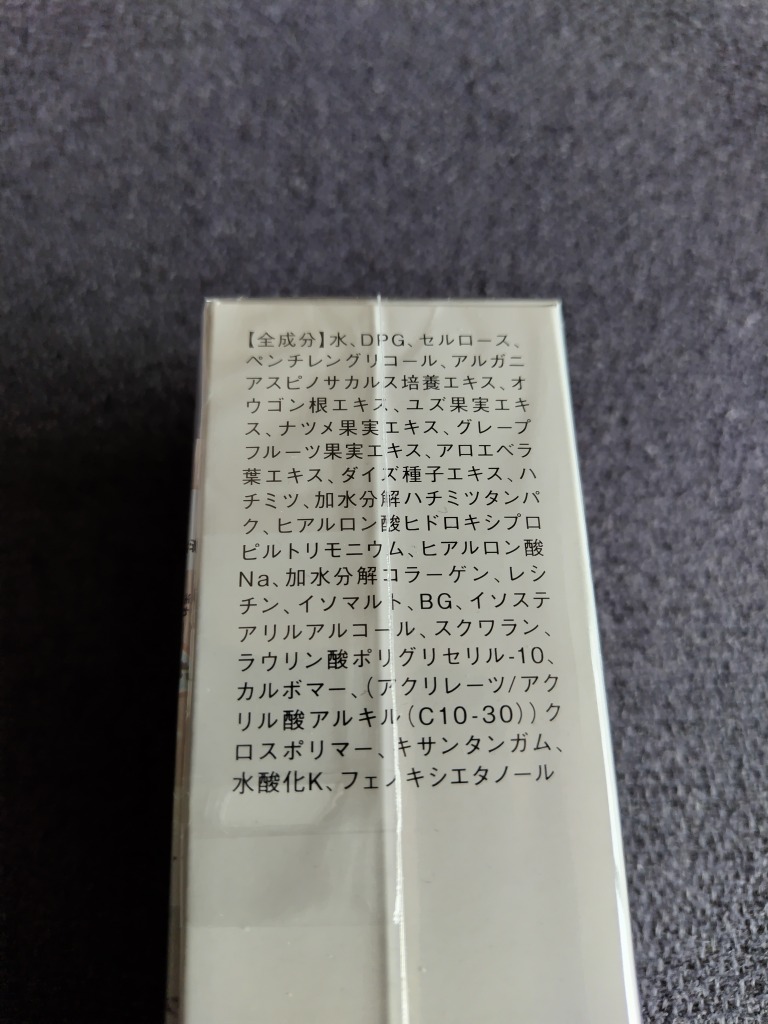 【全成分】水、DPG、セルロース、
ペンチレングリコール、アルガニ
アスピノサカルス培養エキス、オ
ウゴン根エキス、ユズ果実エキ
ス、ナツメ果実エキス、グレープ
フルーツ果実エキス、アロエベラ
葉エキス、ダイズ種子エキス、ハ
チミツ、加水分解ハチミツタンパ
ク、ヒアルロン酸ヒドロキシプロ
ピルトリモニウム、ヒアルロン酸
Na、加水分解コラーゲン、レシ
チン、イソマルト、BG、イソステ
アリルアルコール、スクワラン、
ラウリン酸ポリグリセリル-10、
カルボマー、(アクリレーツ/アク
リル酸アルキル(C10-30))ク
ロスポリマー、キサンタンガム、
水酸化K、フェノキシエタノール